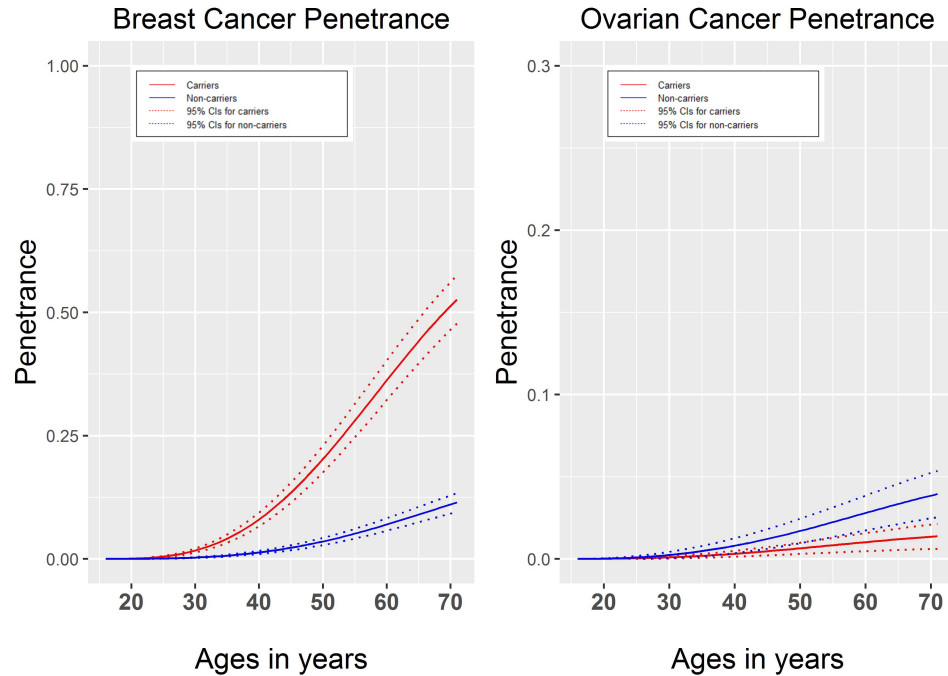 Breast Cancer Penetrance
1.00
0.75
0.50
0.25
0.00
Penetrance
Carriers
Non-carriers
95% CIs for carriers
95% CIs for non-carriers
20 30 40 50 60 70
Ages in years
Ovarian Cancer Penetrance
0.3
0.2
0.1
0.0
Penetrance
Carriers
Non-carriers
95% CIs for carriers
95% CIs for non-carriers
20 30 40 50 60 70
Ages in years